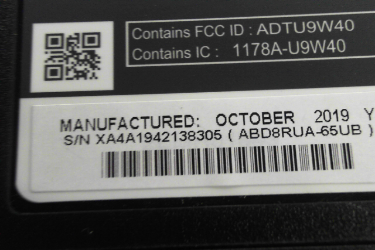 Contains FCC ID : ADTU9W40
Contains IC : 1178A-U9W40
MANUFACTURED: OCTOBER 2019 Y
S/N XA4A1942138305 ( ABD8RUA-65UB )